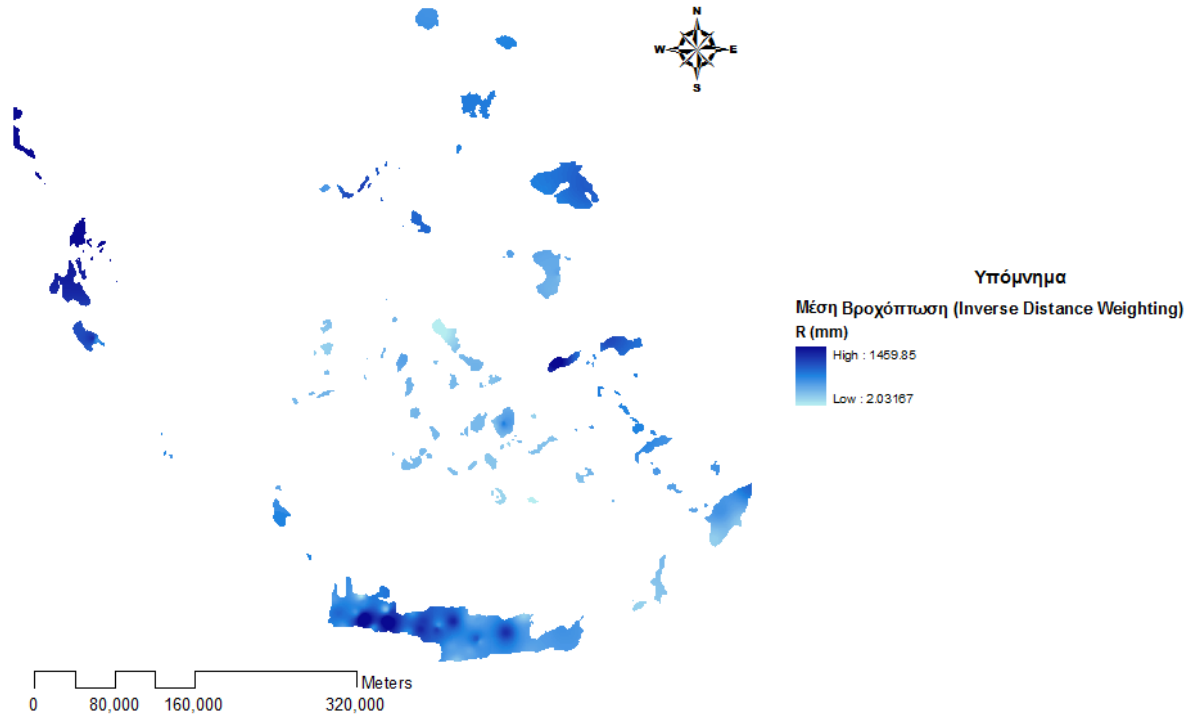 N
W E
S
Υπόμνημα
Μέση Βροχόπτωση (Inverse Distance Weighting)
R (mm)
High : 1459.85
Low : 2.03167
Meters
0 80,000 160,000 320,000